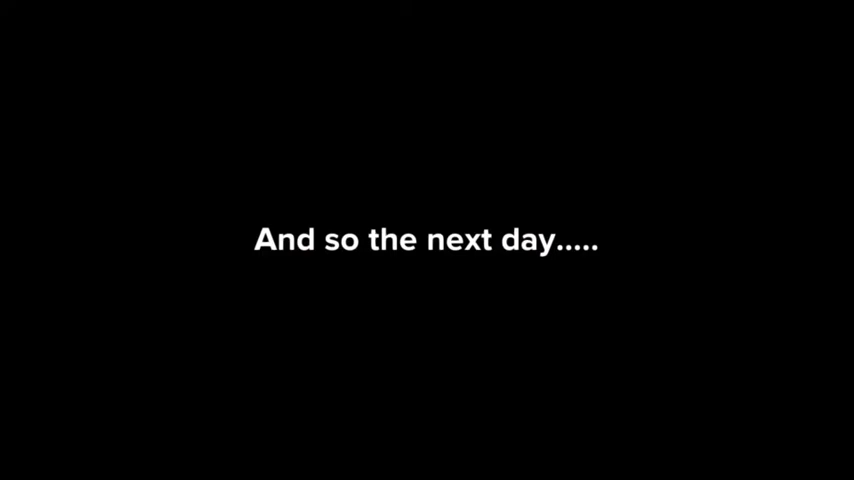 And so the next day.....